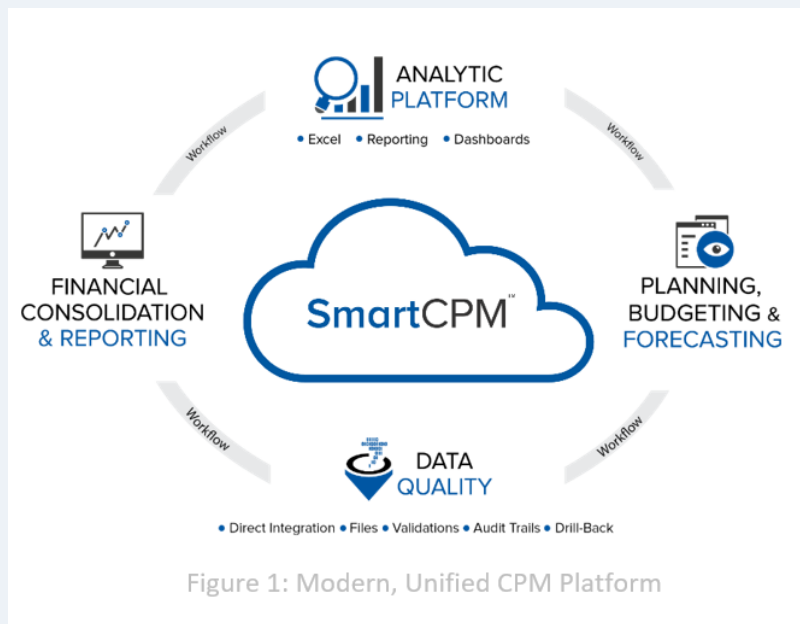 ANALYTIC
PLATFORM
• Excel • Reporting • Dashboards
Workflow
Workflow
FINANCIAL
CONSOLIDATION
& REPORTING
SmartCPM™
PLANNING,
BUDGETING &
FORECASTING
Workflow
Workflow
DATA
QUALITY
• Direct Integration • Files • Validations • Audit Trails • Drill-Back
Figure 1: Modern, Unified CPM Platform